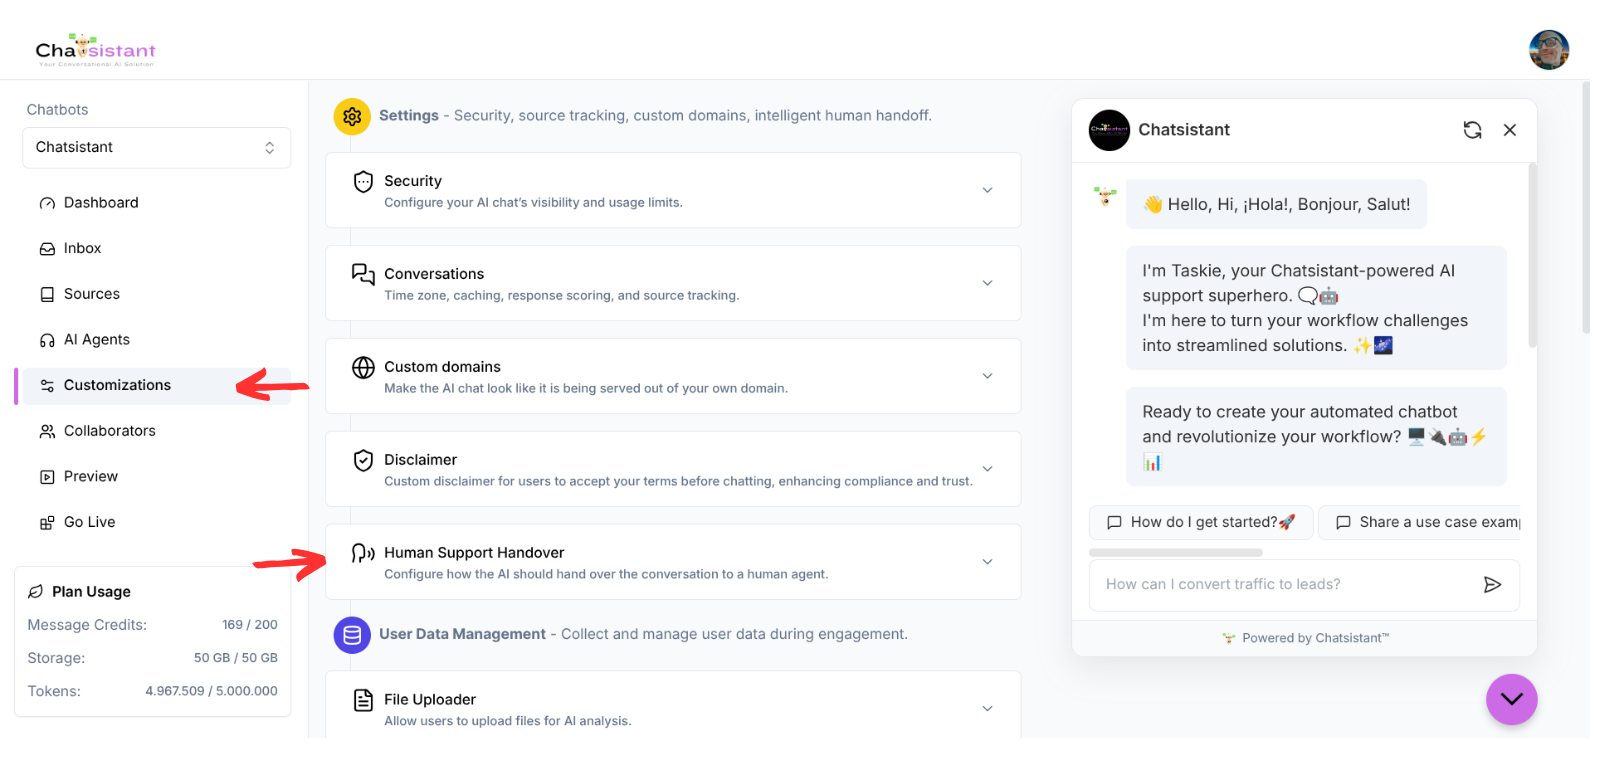 Chatsistant
Your Conversational AI Solution
Chatbots
Chatsistant
Dashboard
Inbox
Sources
AI Agents
Customizations
Collaborators
Preview
Go Live
Plan Usage
Message Credits: 169 / 200
Storage: 50 GB / 50 GB
Tokens: 4.967.509 / 5.000.000
Settings - Security, source tracking, custom domains, intelligent human handoff.
Security
Configure your AI chat’s visibility and usage limits.
Conversations
Time zone, caching, response scoring, and source tracking.
Custom domains
Make the AI chat look like it is being served out of your own domain.
Disclaimer
Custom disclaimer for users to accept your terms before chatting, enhancing compliance and trust.
Human Support Handover
Configure how the AI should hand over the conversation to a human agent.
User Data Management - Collect and manage user data during engagement.
File Uploader
Allow users to upload files for AI analysis.
Chatsistant
Chatsistant
👋 Hello, Hi, ¡Hola!, Bonjour, Salut!
I'm Taskie, your Chatsistant-powered AI
support superhero. 🗨️🤖
I'm here to turn your workflow challenges
into streamlined solutions. ✨🌌
Ready to create your automated chatbot
and revolutionize your workflow? 🖥️🔌🤖⚡
📊
How do I get started?🚀
Share a use case examp
How can I convert traffic to leads?
Powered by Chatsistant™